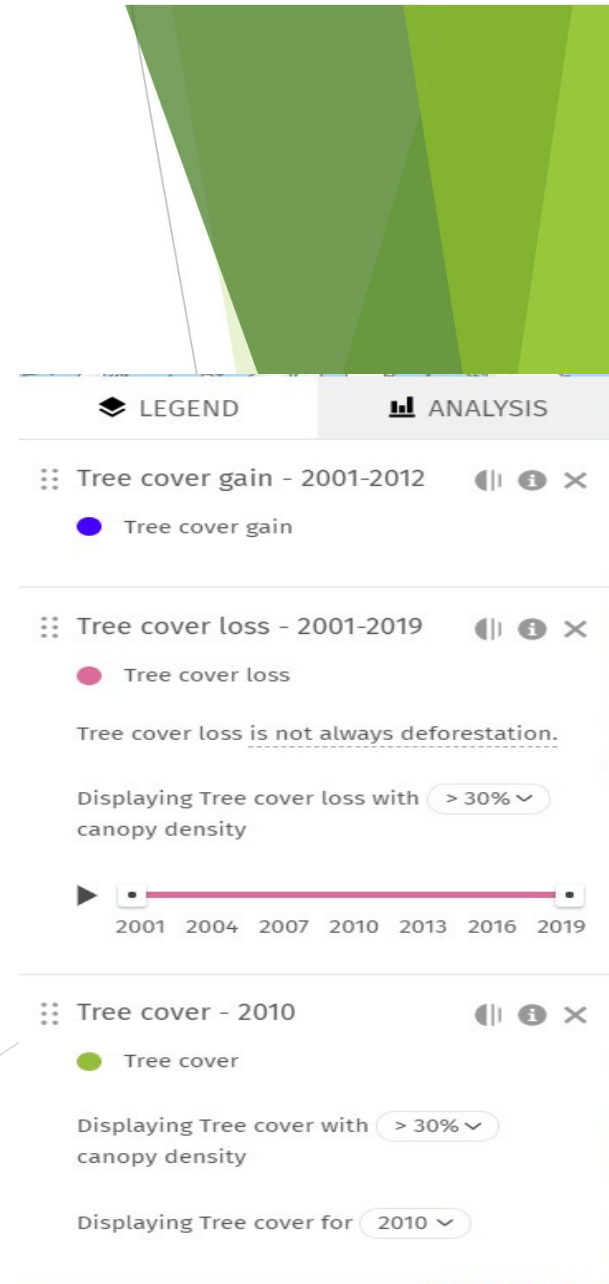 LEGEND
ANALYSIS
Tree cover gain - 2001-2012
Tree cover gain
Tree cover loss - 2001-2019
Tree cover loss
Tree cover loss is not always deforestation.
Displaying Tree cover loss with > 30%
canopy density
2001 2004 2007 2010 2013 2016 2019
Tree cover - 2010
Tree cover
Displaying Tree cover with > 30%
canopy density
Displaying Tree cover for 2010